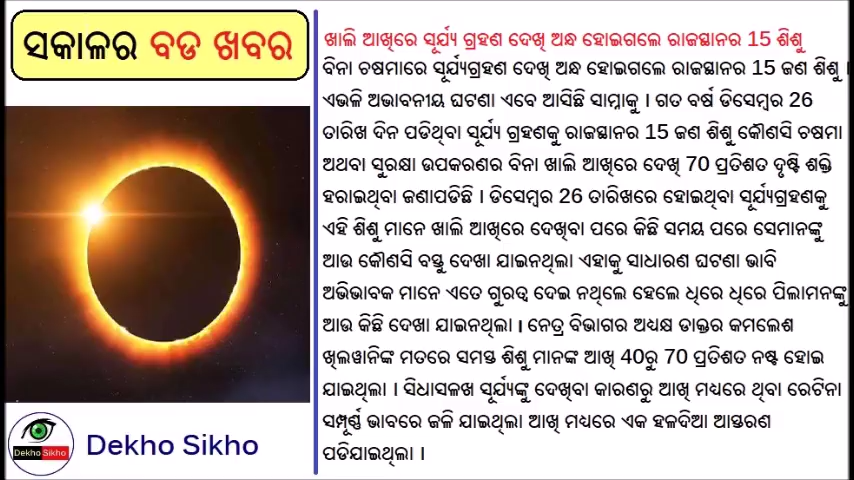 ସକାଳର ବଡ ଖବର
ଖାଲି ଆଖିରେ ସୂର୍ଯ୍ୟ ଗ୍ରହଣ ଦେଖି ଅନ୍ଧ ହୋଇଗଲେ ରାଜସ୍ଥାନର 15 ଶିଶୁ
ବିନା ଚଷମାରେ ସୂର୍ଯ୍ୟଗ୍ରହଣ ଦେଖି ଅନ୍ଧ ହୋଇଗଲେ ରାଜସ୍ଥାନର 15 ଜଣ ଶିଶୁ ।
ଏଭଳି ଅଭାବନୀୟ ଘଟଣା ଏବେ ଆସିଛି ସାମ୍ନାକୁ । ଗତ ବର୍ଷ ଡିସେମ୍ବର 26
ତାରିଖ ଦିନ ପଡିଥିବା ସୂର୍ଯ୍ୟ ଗ୍ରହଣକୁ ରାଜସ୍ଥାନର 15 ଜଣ ଶିଶୁ କୌଣସି ଚଷମା
ଅଥବା ସୁରକ୍ଷା ଉପକରଣର ବିନା ଖାଲି ଆଖିରେ ଦେଖି 70 ପ୍ରତିଶତ ଦୃଷ୍ଟି ଶକ୍ତି
ହରାଇଥିବା ଜଣାପଡିଛି । ଡିସେମ୍ବର 26 ତାରିଖରେ ହୋଇଥିବା ସୂର୍ଯ୍ୟଗ୍ରହଣକୁ
ଏହି ଶିଶୁ ମାନେ ଖାଲି ଆଖିରେ ଦେଖିବା ପରେ କିଛି ସମୟ ପରେ ସେମାନଙ୍କୁ
ଆଉ କୌଣସି ବସ୍ତୁ ଦେଖା ଯାଇନଥିଲା ଏହାକୁ ସାଧାରଣ ଘଟଣା ଭାବି
ଅଭିଭାବକ ମାନେ ଏତେ ଗୁରତ୍ଵ ଦେଇ ନଥିଲେ ହେଲେ ଧିରେ ଧିରେ ପିଲାମନଙ୍କୁ
ଆଉ କିଛି ଦେଖା ଯାଇନଥିଲା । ନେତ୍ର ବିଭାଗର ଅଧକ୍ଷ ଡାକ୍ତର କମଲେଶ
ଖିଲୱାନିଙ୍କ ମତରେ ସମସ୍ତ ଶିଶୁ ମାନଙ୍କ ଆଖି 40ରୁ 70 ପ୍ରତିଶତ ନଷ୍ଟ ହୋଇ
ଯାଇଥିଲା । ସିଧାସଳଖ ସୂର୍ଯ୍ୟଙ୍କୁ ଦେଖିବା କାରଣରୁ ଆଖି ମଧ୍ୟରେ ଥିବା ରେଟିନା
ସମ୍ପୂର୍ଣ୍ଣ ଭାବରେ ଜଳି ଯାଇଥିଲା ଆଖି ମଧ୍ୟରେ ଏକ ହଳଦିଆ ଆସ୍ତରଣ
ପଡିଯାଇଥିଲା ।
Dekho Sikho
Dekho Sikho